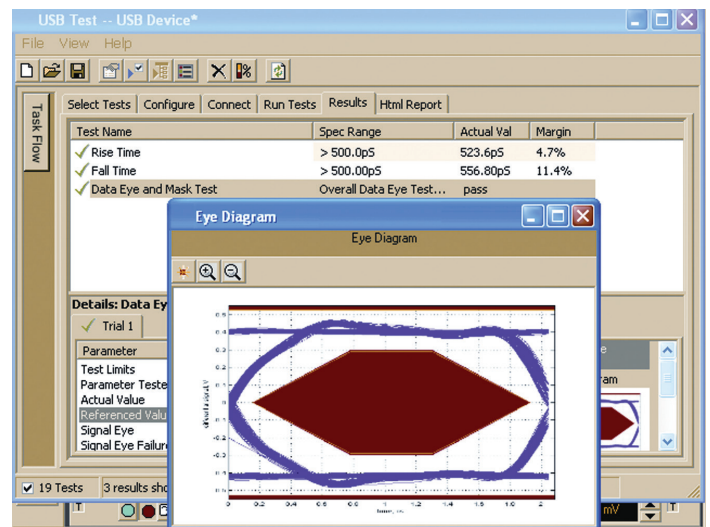 USB Test -- USB Device*
File View Help
Task Flow
Select Tests Configure Connect Run Tests Results Html Report
Test Name Spec Range Actual Val Margin
Rise Time > 500.0pS 523.6pS 4.7%
Fall Time > 500.00pS 556.80pS 11.4%
Data Eye and Mask Test Overall Data Eye Test... pass
Eye Diagram
Eye Diagram
Details: Data Ey
Trial 1
Parameter
Test Limits
Parameter Teste
Actual Value
Referenced Valu
Signal Eye
Signal Eye Failur
e
ram
0.5
0.4
0.3
0.2
0.1
0
-0.2
-0.3
0 0.2 0.4 0.6 0.8 1 1.2 1.4 1.6 1.8 2
19 Tests 3 results sho
mV